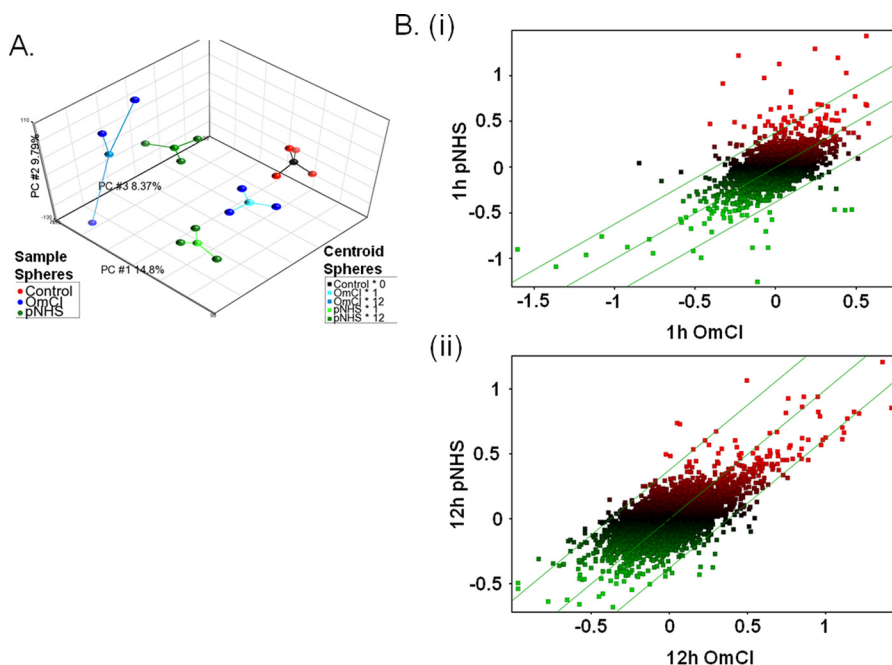 A.
110
PC #2 9.79%
-130
PC #3 8.37%
PC #1 14.8%
Sample
Spheres
Control
OmCI
pNHS
Centroid
Spheres
Control * 0
OmCI * 1
OmCI * 12
pNHS * 1
pNHS * 12
B. (i)
1h pNHS
1
0.5
0
-0.5
-1
-1.5
-1
-0.5
0
0.5
1h OmCI
(ii)
12h pNHS
1
0.5
0
-0.5
-0.5
0
0.5
1
12h OmCI